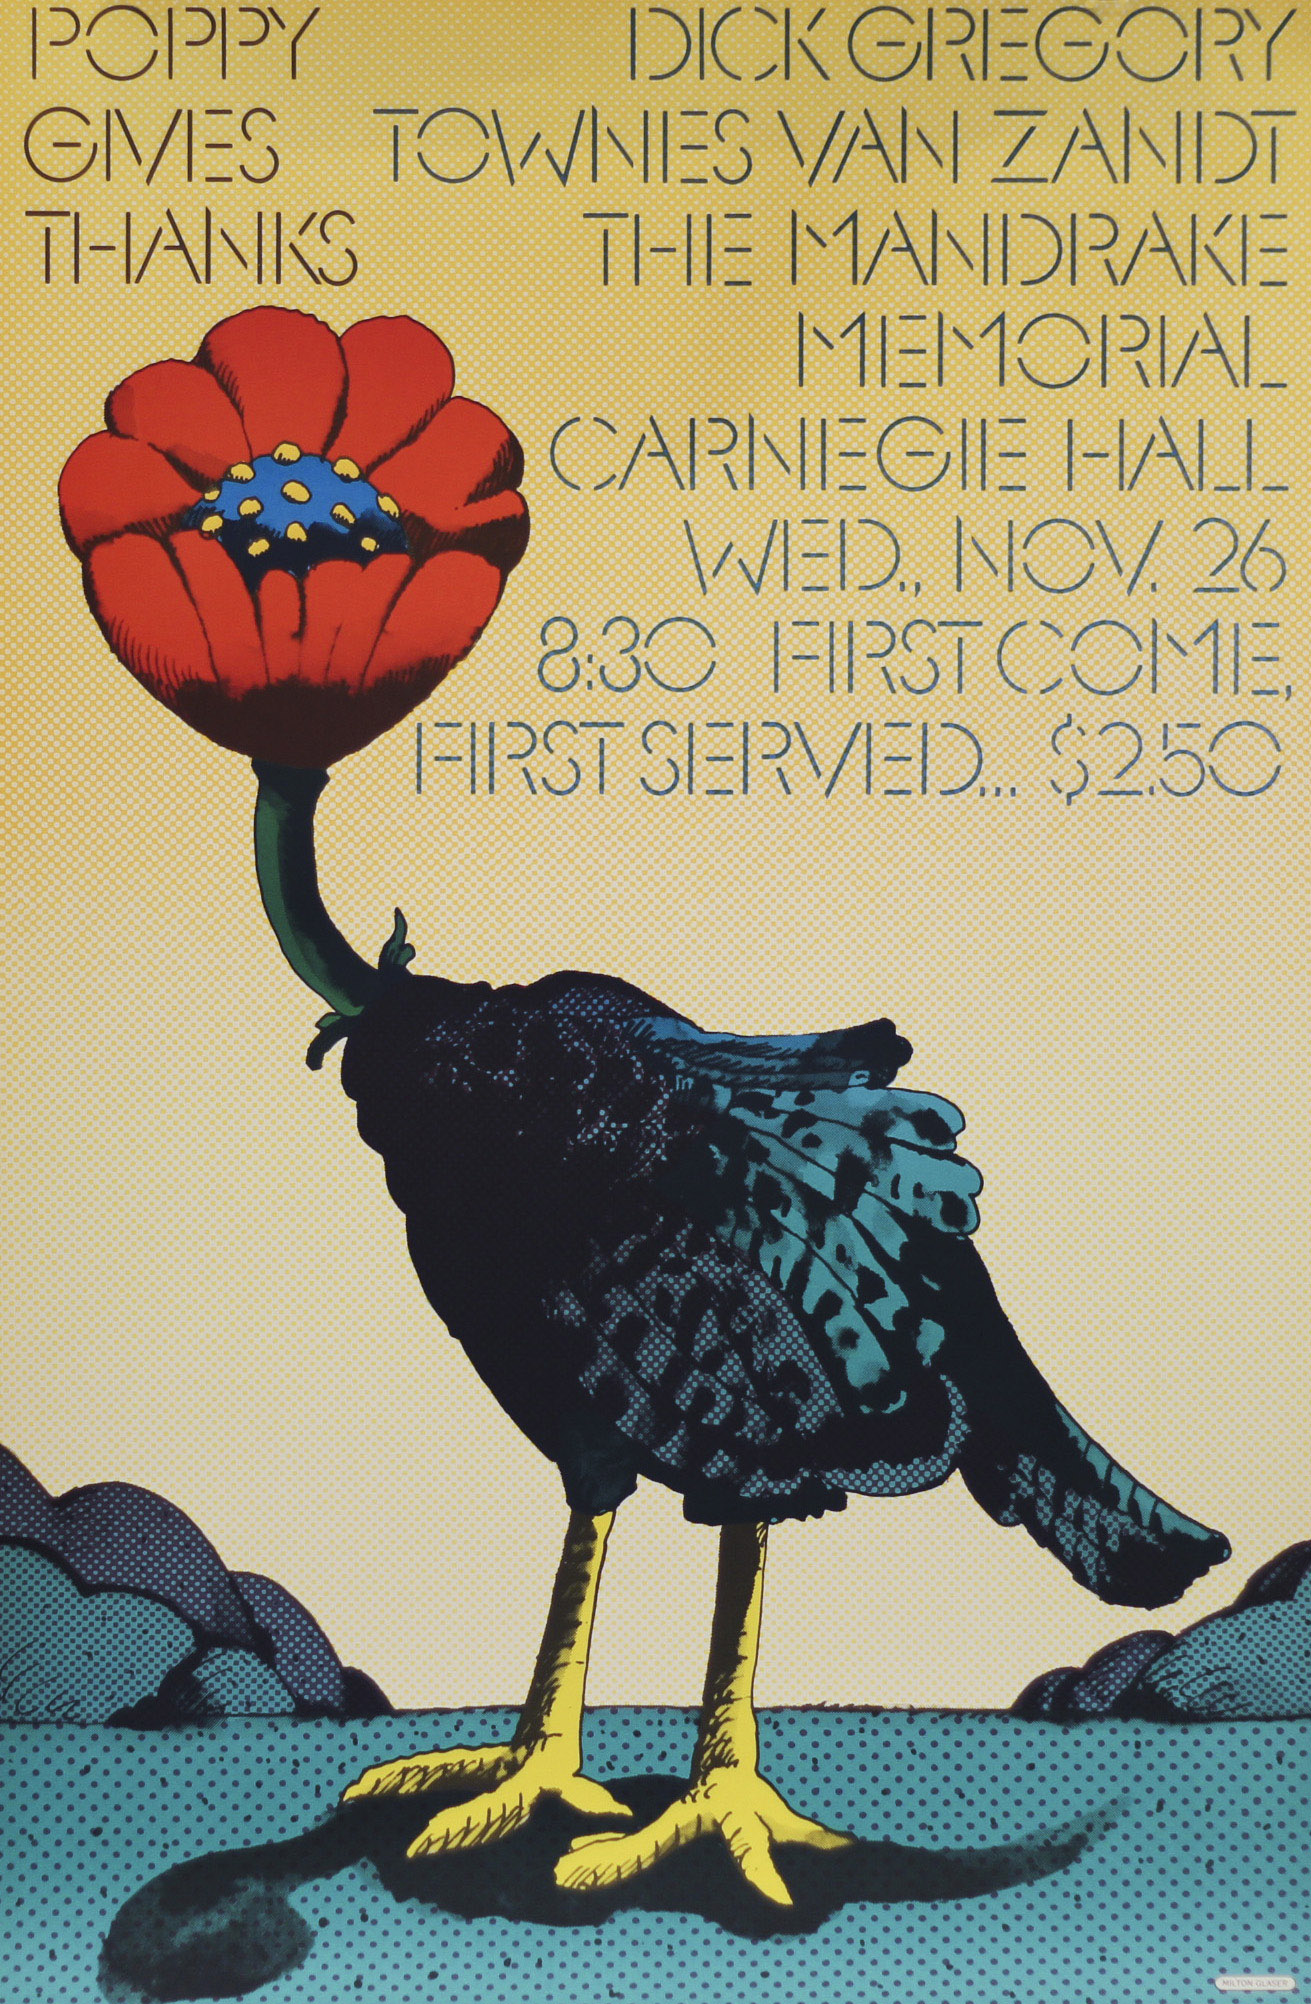 POPPY
GIVES
THANKS
DICK GREGORY
TOWNES VAN ZANDT
THE MANDRAKE
MEMORIAL
CARNEGIE HALL
WED., NOV. 26
8:30 FIRST COME,
FIRST SERVED... $2.50
MILTON GLASER